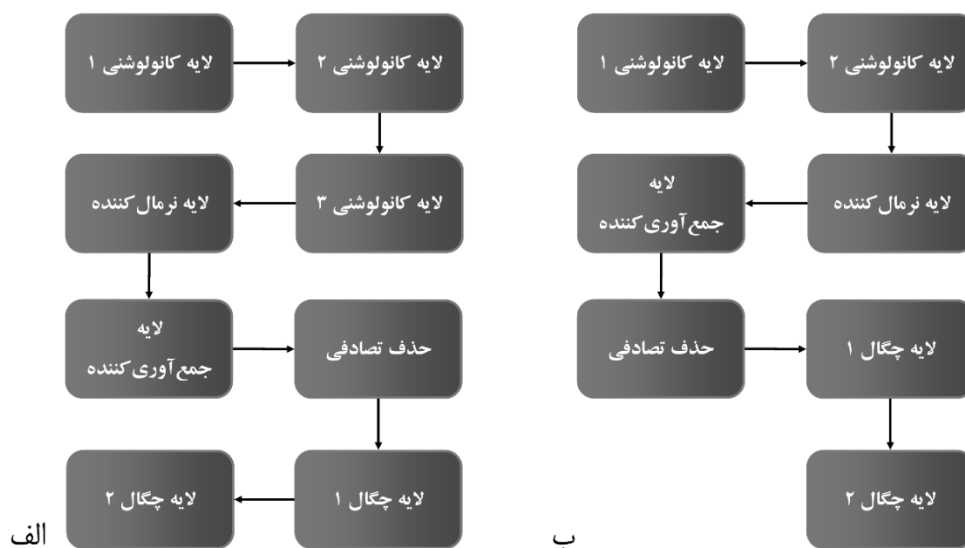 لایه کانولوشنی ۱
لایه کانولوشنی ۲
لایه کانولوشنی ۳
لایه نرمال‌کننده
لایه
جمع‌آوری‌کننده
حذف تصادفی
لایه چگال ۱
لایه چگال ۲
الف
لایه کانولوشنی ۱
لایه کانولوشنی ۲
لایه نرمال‌کننده
لایه
جمع‌آوری‌کننده
حذف تصادفی
لایه چگال ۱
لایه چگال ۲
ب